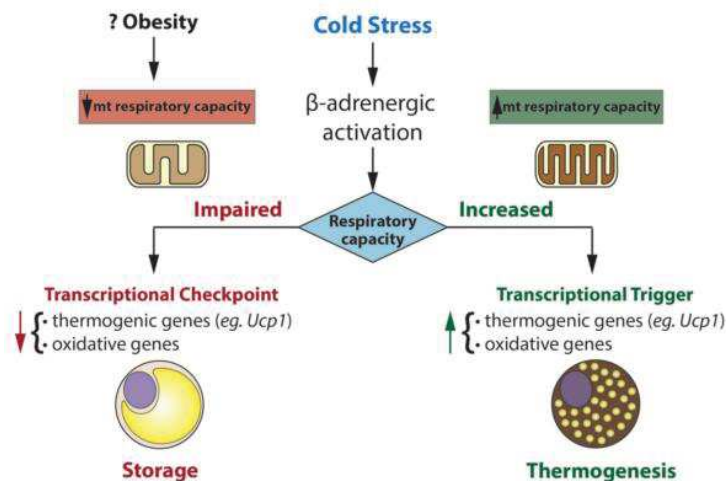 ? Obesity
Cold Stress
mt respiratory capacity
β-adrenergic
activation
mt respiratory capacity
Impaired
Respiratory
capacity
Increased
Transcriptional Checkpoint
• thermogenic genes (eg. Ucp1)
• oxidative genes
Transcriptional Trigger
• thermogenic genes (eg. Ucp1)
• oxidative genes
Storage
Thermogenesis